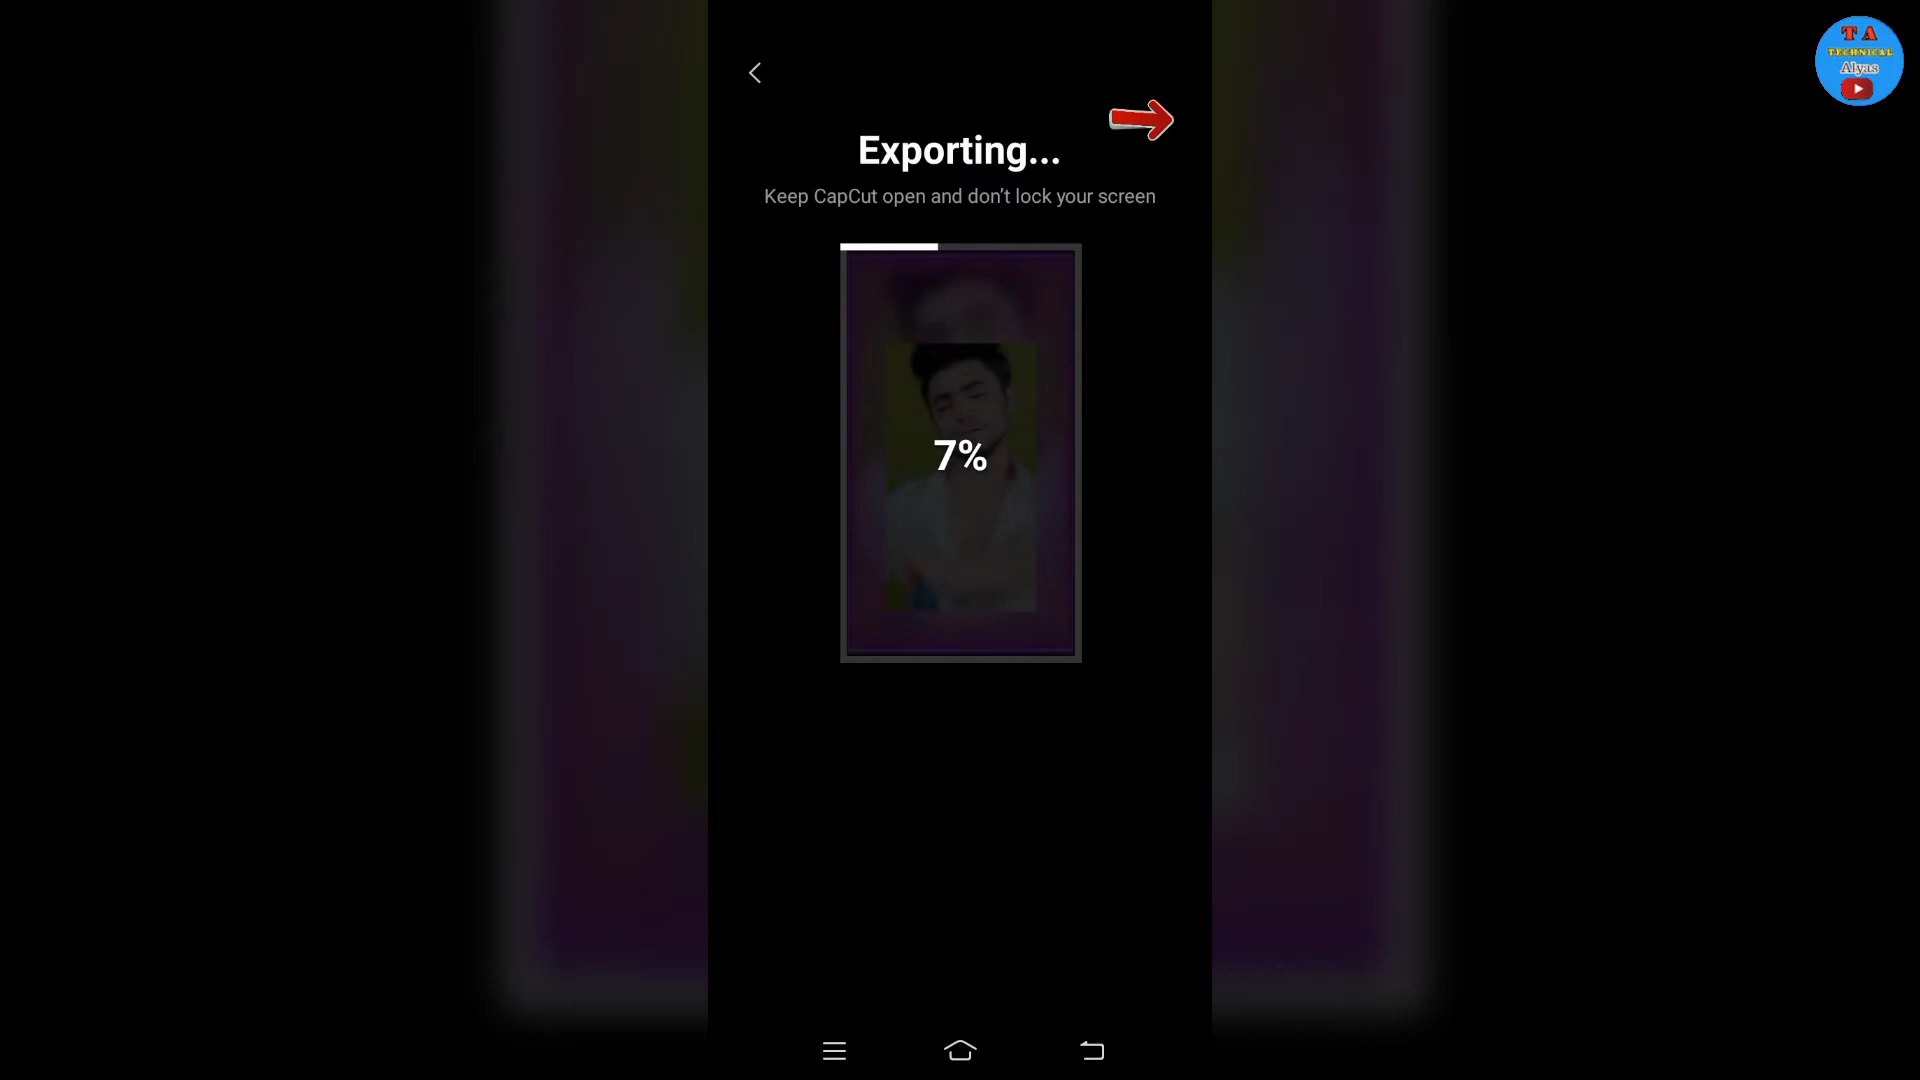 T A
TECHNICAL
Alyas
Exporting...
Keep CapCut open and don’t lock your screen
7%